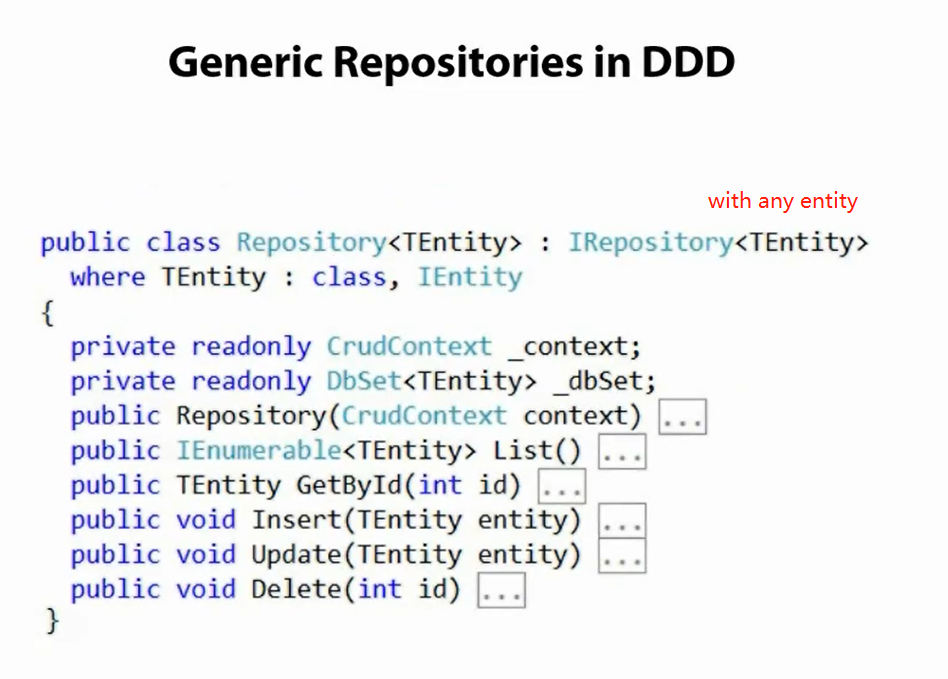 Generic Repositories in DDD
with any entity
public class Repository<TEntity> : IRepository<TEntity>
where TEntity : class, IEntity
{
private readonly CrudContext _context;
private readonly DbSet<TEntity> _dbSet;
public Repository(CrudContext context) ...
public IEnumerable<TEntity> List() ...
public TEntity GetById(int id) ...
public void Insert(TEntity entity) ...
public void Update(TEntity entity) ...
public void Delete(int id) ...
}